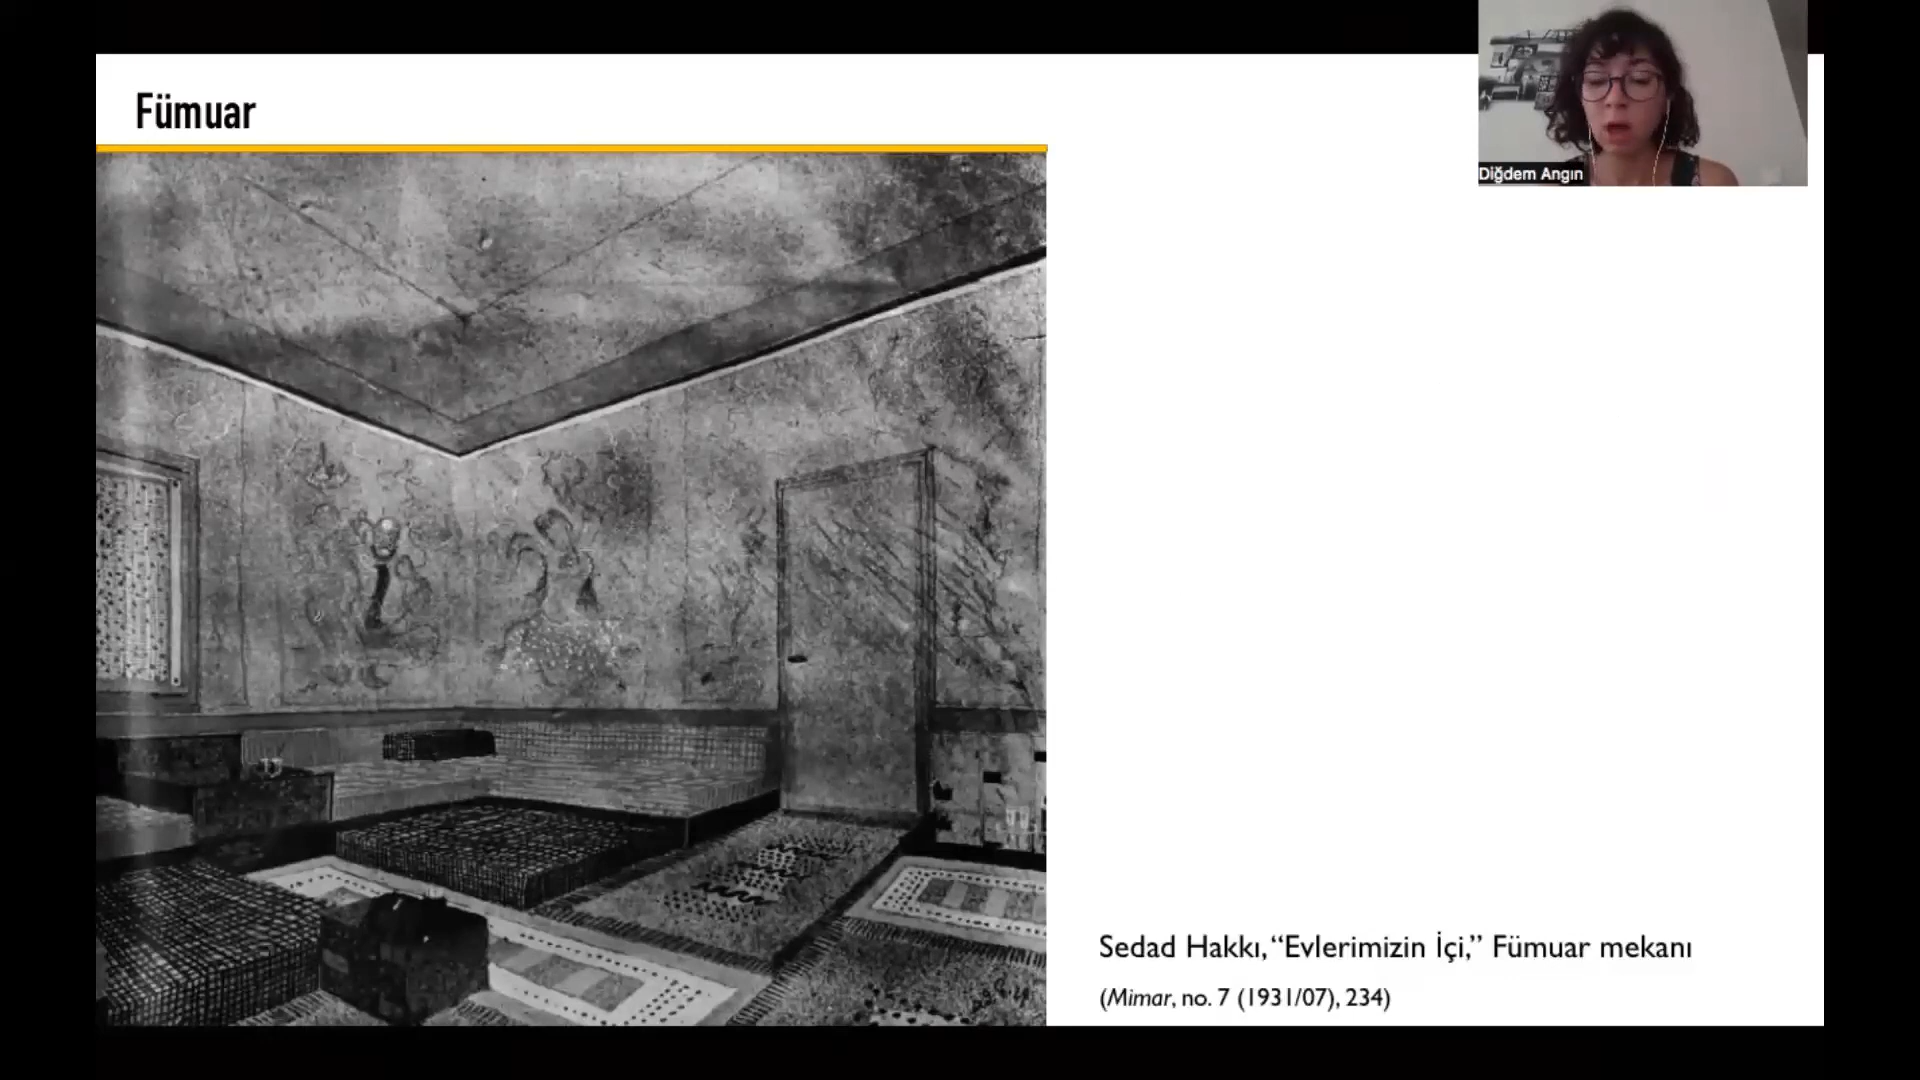 Fümuar
Diğdem Angın
Sedad Hakkı, “Evlerimizin İçi,” Fümuar mekanı
(Mimar, no. 7 (1931/07), 234)